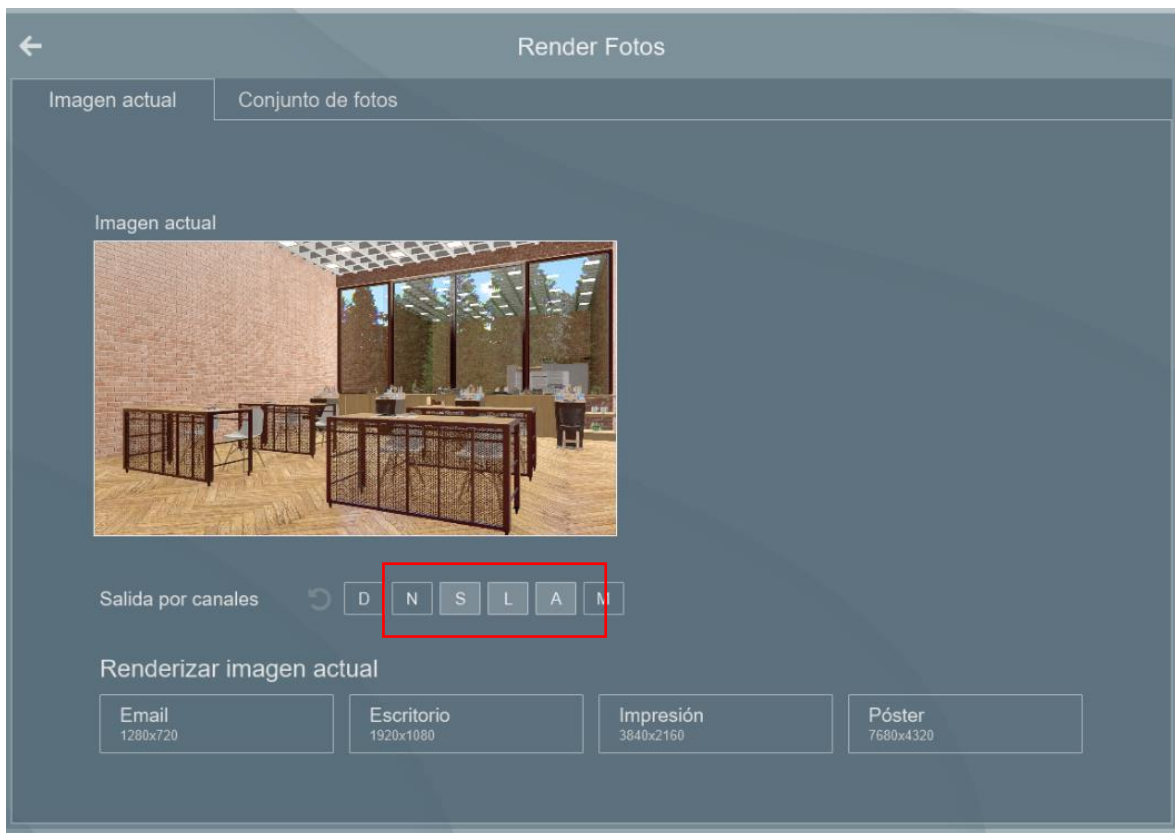 Render Fotos
Imagen actual Conjunto de fotos
Imagen actual
Salida por canales D N S L A M
Renderizar imagen actual
Email Escritorio Impresión Póster
1280x720 1920x1080 3840x2160 7680x4320